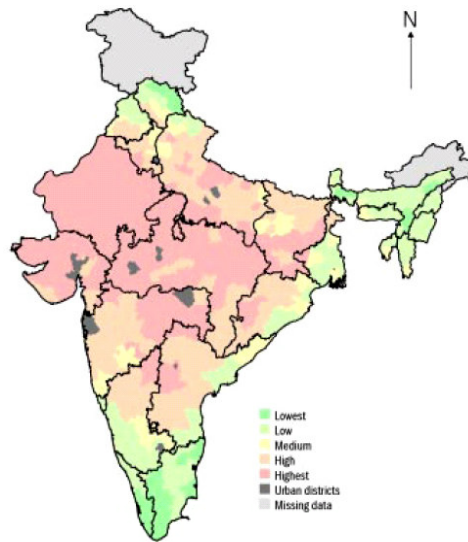 N
Lowest
Low
Medium
High
Highest
Urban districts
Missing data